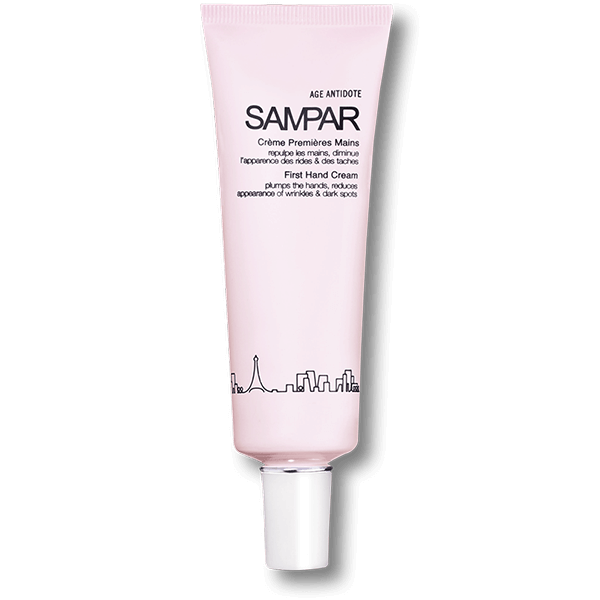 AGE ANTIDOTE
SAMPAR
Crème Premières Mains
repulpe les mains, diminue
l'apparence des rides & des taches
First Hand Cream
plumps the hands, reduces
appearance of wrinkles & dark spots